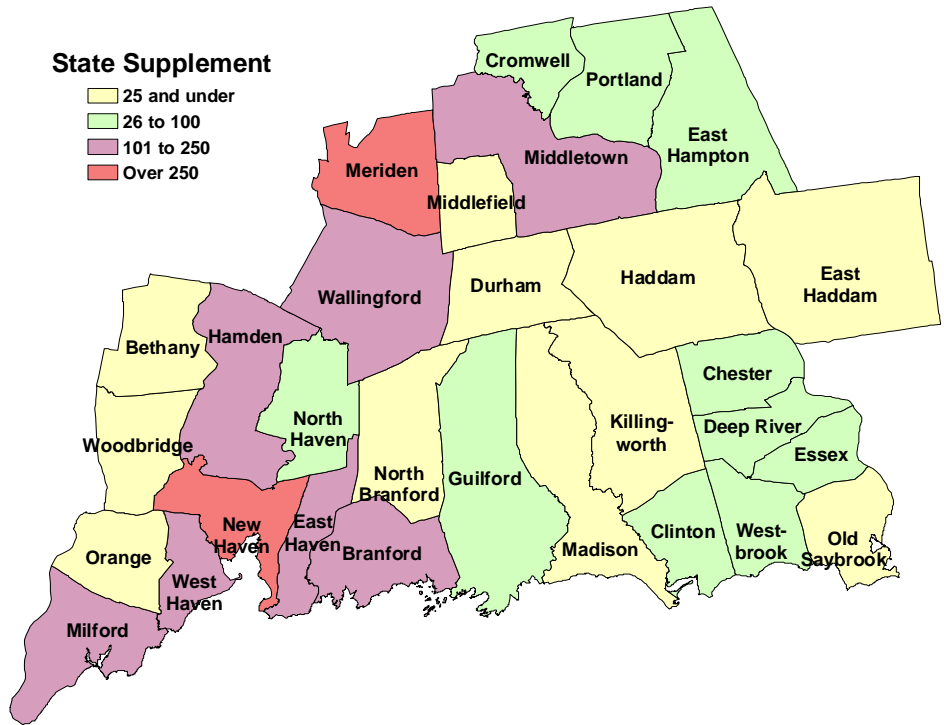 State Supplement
25 and under
26 to 100
101 to 250
Over 250
Cromwell
Portland
East
Hampton
Middletown
Meriden
Middlefield
Wallingford
Durham
Haddam
East
Haddam
Bethany
Hamden
Chester
Woodbridge
North
Haven
North
Branford
Guilford
Killing-
worth
Deep River
Essex
New
Haven
East
Haven
Branford
Madison
Clinton
West-
brook
Old
Saybrook
Orange
West
Haven
Milford